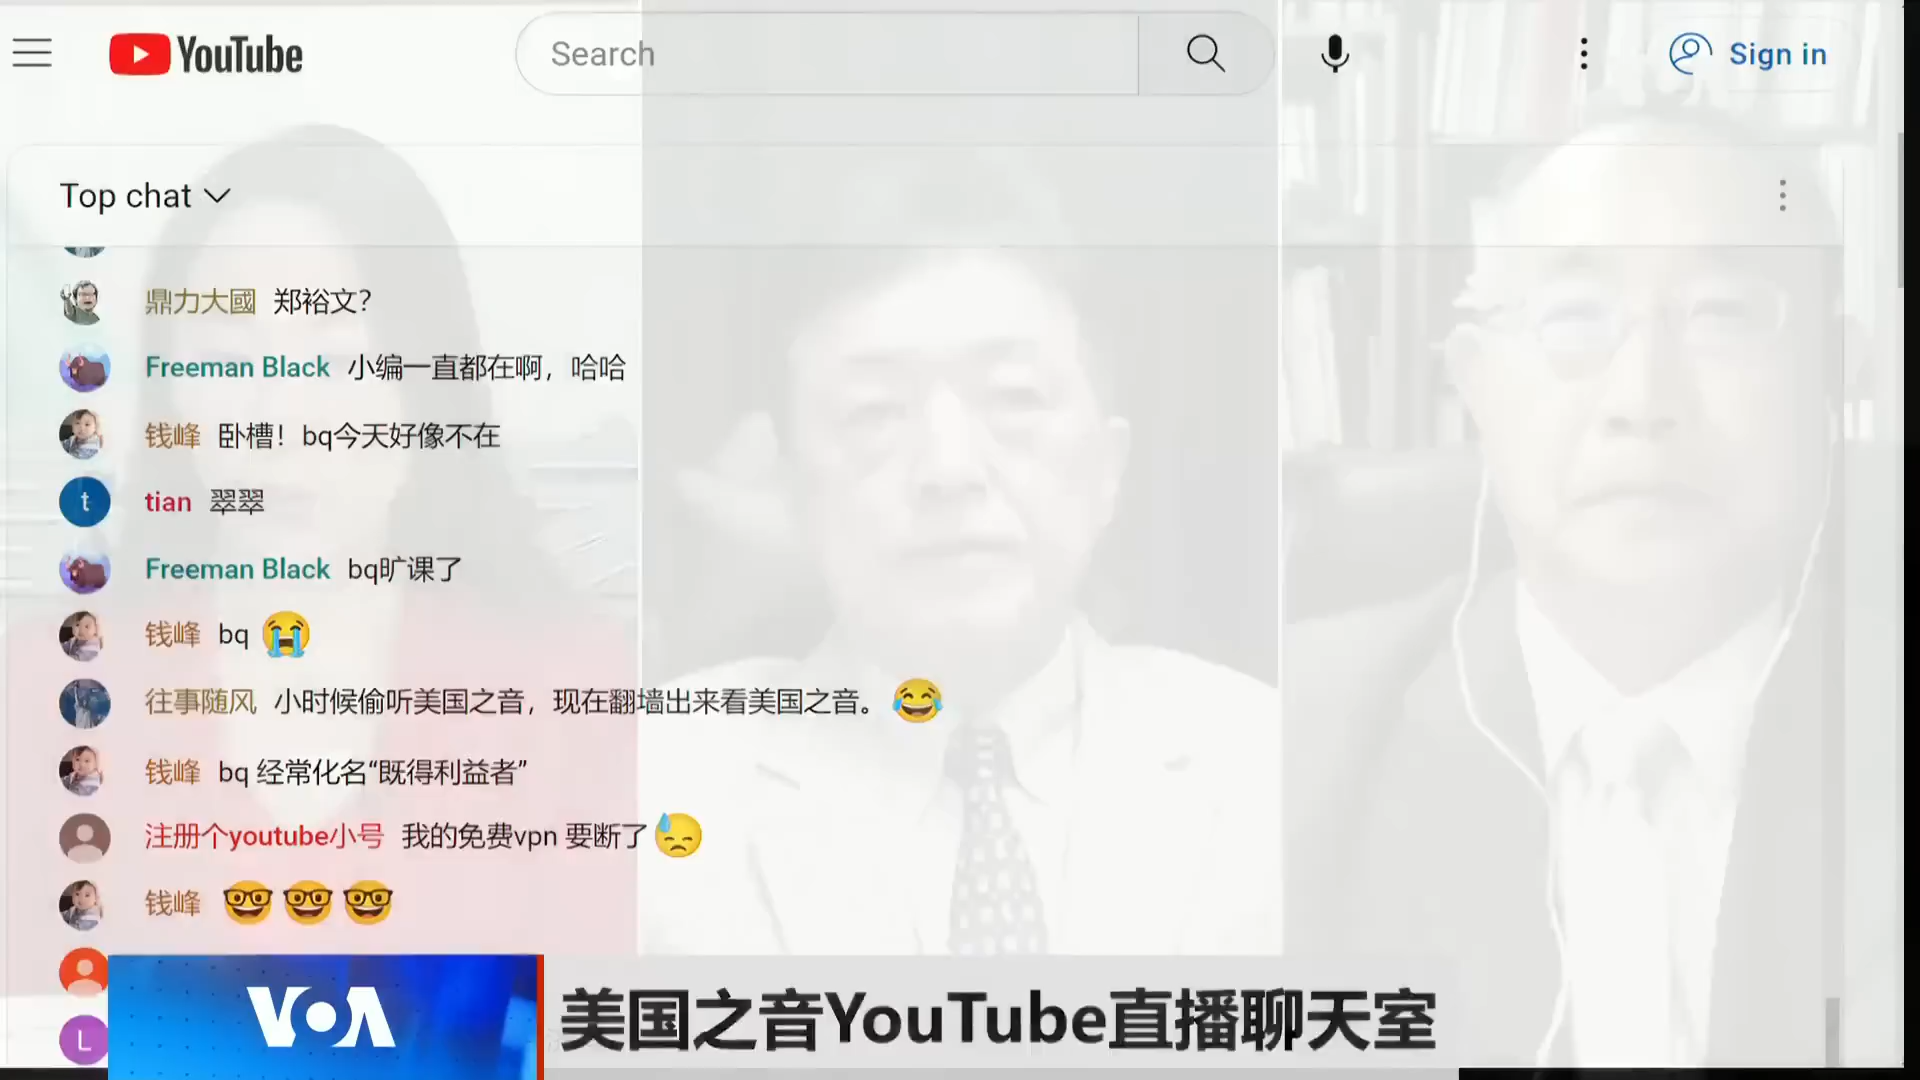 YouTube
Search
Sign in
Top chat
鼎力大國 郑裕文?
Freeman Black 小编一直都在啊，哈哈
钱峰 卧槽！bq今天好像不在
t
tian 翠翠
Freeman Black bq旷课了
钱峰 bq 😭
往事随风 小时候偷听美国之音，现在翻墙出来看美国之音。😂
钱峰 bq 经常化名“既得利益者”
注册个youtube小号 我的免费vpn 要断了😓
钱峰 🤓🤓🤓
L
VOA
美国之音YouTube直播聊天室